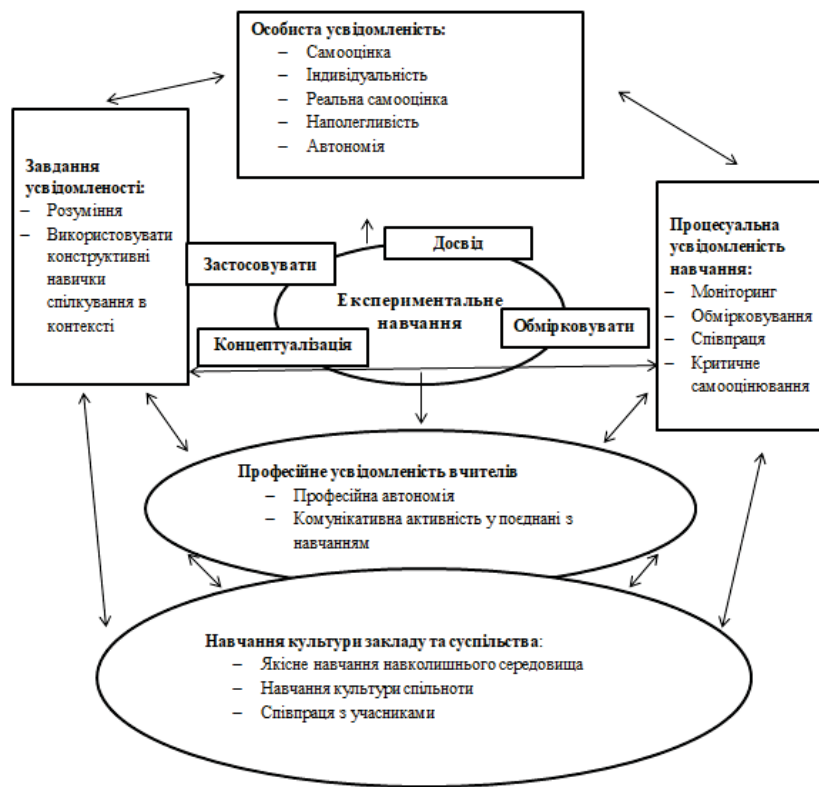 Особиста усвідомленість:
– Самооцінка
– Індивідуальність
– Реальна самооцінка
– Наполегливість
– Автономія
Завдання
усвідомленості:
– Розуміння
– Використовувати
конструктивні
навички
спілкування в
контексті
Процесуальна
усвідомленість
навчання:
– Моніторинг
– Обмірковування
– Співпраця
– Критичне
самооцінювання
Досвід
Застосовувати
Експериментальне
навчання
Обмірковувати
Концептуалізація
Професійне усвідомленість вчителів
– Професійна автономія
– Комунікативна активність у поєднані з
навчанням
Навчання культури закладу та суспільства:
– Якісне навчання навколишнього середовища
– Навчання культури спільноти
– Співпраця з учасниками